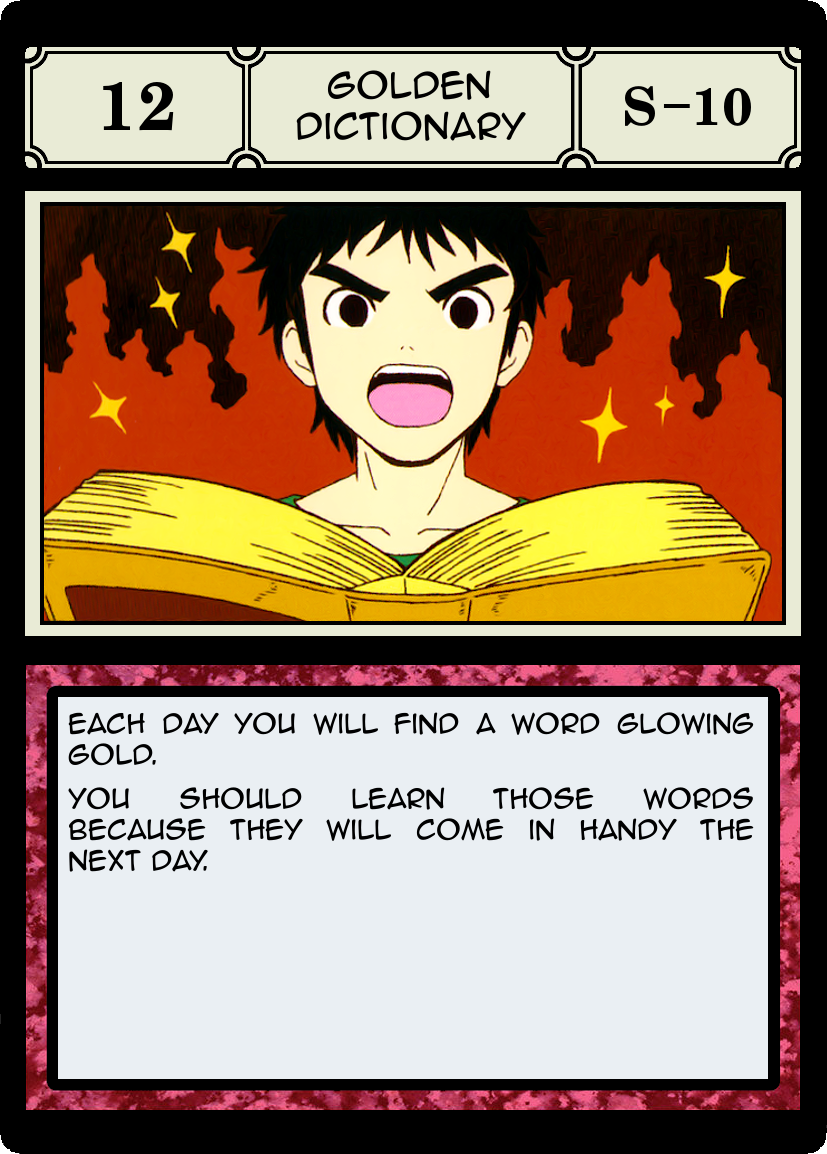 12
GOLDEN
DICTIONARY
S-10
EACH DAY YOU WILL FIND A WORD GLOWING
GOLD.
YOU SHOULD LEARN THOSE WORDS
BECAUSE THEY WILL COME IN HANDY THE
NEXT DAY.